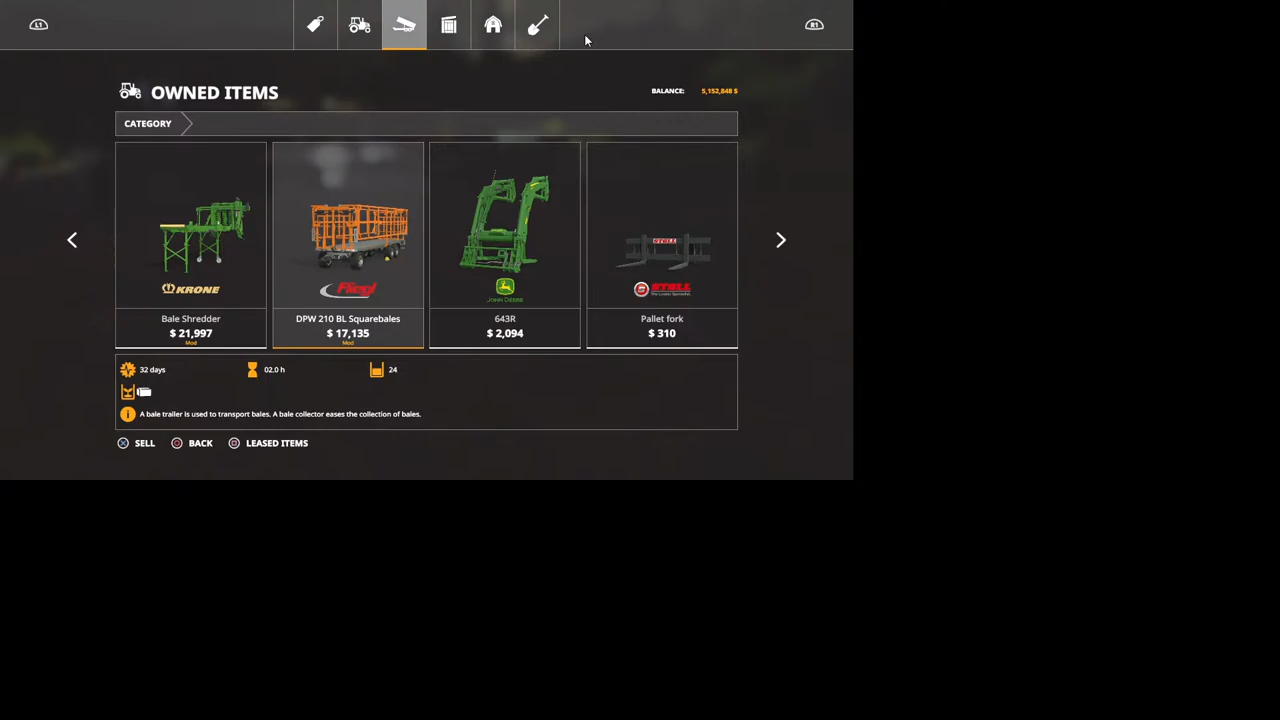 L1
R1
OWNED ITEMS
BALANCE: 5,152,848 $
CATEGORY
KRONE
Bale Shredder
$ 21,997
Mod
Fliegl
DPW 210 BL Squarebales
$ 17,135
Mod
JOHN DEERE
643R
$ 2,094
STOLL
STOLL
Pallet fork
$ 310
32 days
02.0 h
24
A bale trailer is used to transport bales. A bale collector eases the collection of bales.
SELL
BACK
LEASED ITEMS